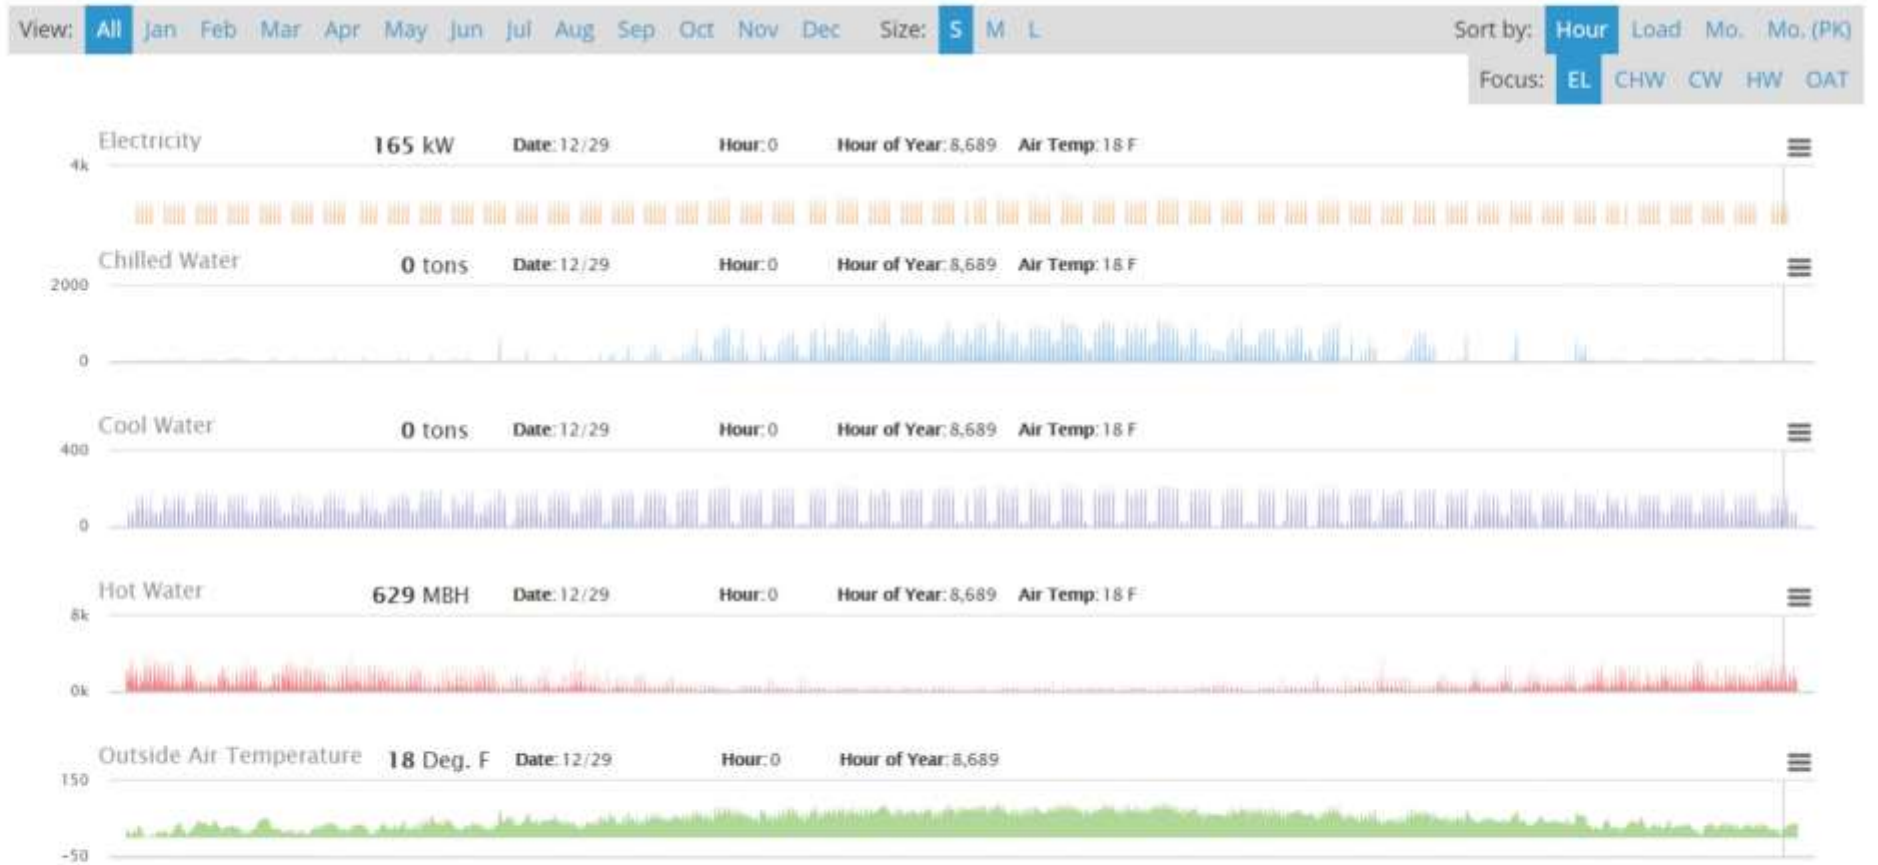 View: All Jan Feb Mar Apr May Jun Jul Aug Sep Oct Nov Dec Size: S M L Sort by: Hour Load Mo. Mo. (PK)
Focus: EL CHW CW HW OAT
Electricity 165 kW Date: 12/29 Hour: 0 Hour of Year: 8,689 Air Temp: 18 F
4k
Chilled Water 0 tons Date: 12/29 Hour: 0 Hour of Year: 8,689 Air Temp: 18 F
2000
0
Cool Water 0 tons Date: 12/29 Hour: 0 Hour of Year: 8,689 Air Temp: 18 F
400
0
Hot Water 629 MBH Date: 12/29 Hour: 0 Hour of Year: 8,689 Air Temp: 18 F
8k
0k
Outside Air Temperature 18 Deg. F Date: 12/29 Hour: 0 Hour of Year: 8,689
150
-50